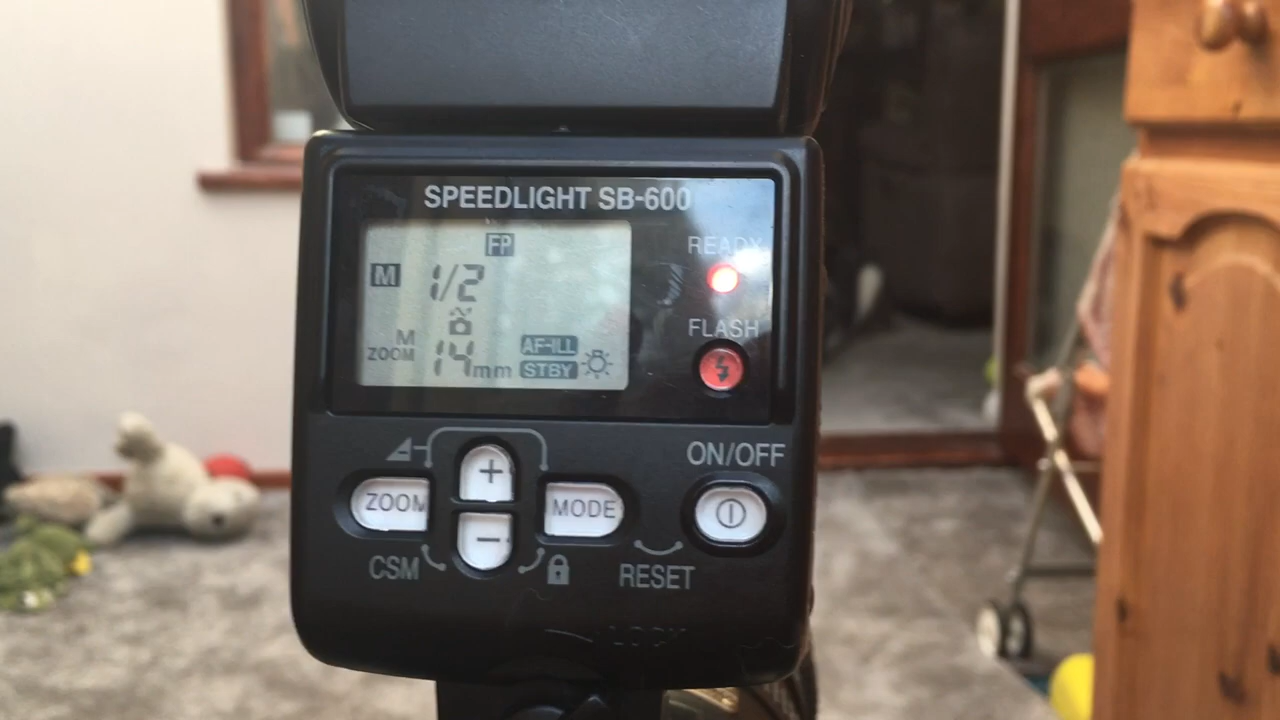 SPEEDLIGHT SB-600
FP
READY
M
1/2
FLASH
M
ZOOM
14mm
AF-ILL
STBY
ON/OFF
ZOOM
+
MODE
−
CSM
RESET
LOCK